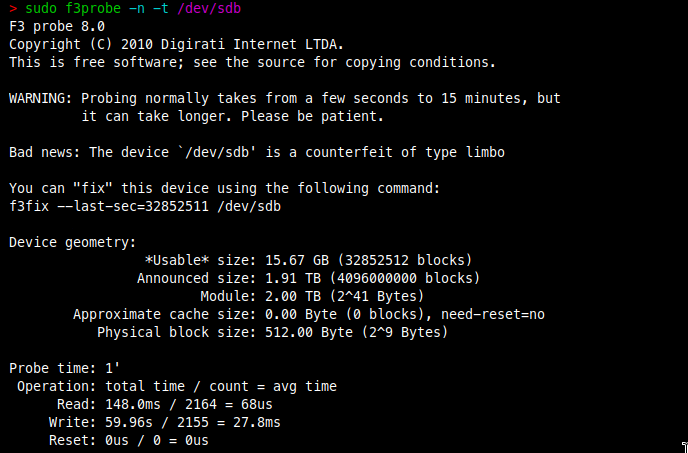 > sudo f3probe -n -t /dev/sdb
F3 probe 8.0
Copyright (C) 2010 Digirati Internet LTDA.
This is free software; see the source for copying conditions.
WARNING: Probing normally takes from a few seconds to 15 minutes, but
it can take longer. Please be patient.
Bad news: The device `/dev/sdb' is a counterfeit of type limbo
You can "fix" this device using the following command:
f3fix --last-sec=32852511 /dev/sdb
Device geometry:
*Usable* size: 15.67 GB (32852512 blocks)
Announced size: 1.91 TB (4096000000 blocks)
Module: 2.00 TB (2^41 Bytes)
Approximate cache size: 0.00 Byte (0 blocks), need-reset=no
Physical block size: 512.00 Byte (2^9 Bytes)
Probe time: 1'
Operation: total time / count = avg time
Read: 148.0ms / 2164 = 68us
Write: 59.96s / 2155 = 27.8ms
Reset: 0us / 0 = 0us